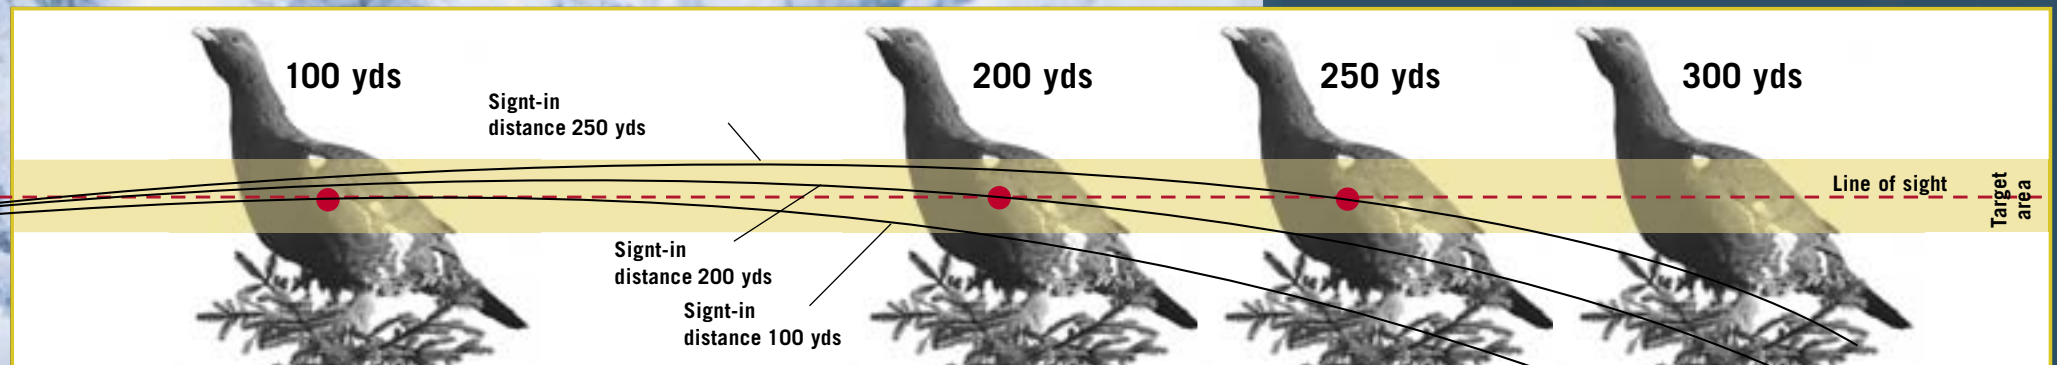 100 yds
200 yds
250 yds
300 yds
Signt-in
distance 250 yds
Line of sight
Target
area
Signt-in
distance 200 yds
Signt-in
distance 100 yds